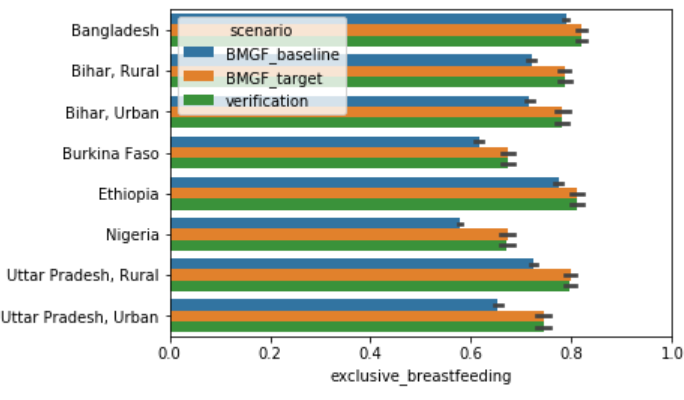 Bangladesh
Bihar, Rural
Bihar, Urban
Burkina Faso
Ethiopia
Nigeria
Uttar Pradesh, Rural
Uttar Pradesh, Urban
scenario
BMGF_baseline
BMGF_target
verification
0.0 0.2 0.4 0.6 0.8 1.0
exclusive_breastfeeding